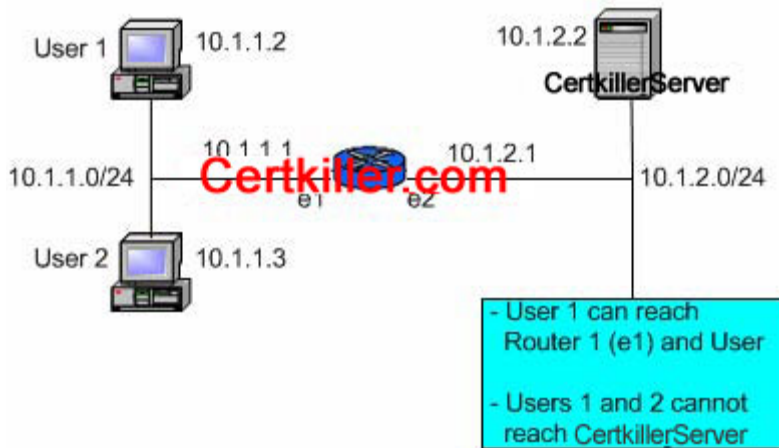 User 1
10.1.1.2
10.1.2.2
CertkillerServer
10.1.1.1
10.1.2.1
10.1.1.0/24
Certkiller.com
10.1.2.0/24
e1
e2
User 2
10.1.1.3
- User 1 can reach
Router 1 (e1) and User
- Users 1 and 2 cannot
reach CertkillerServer